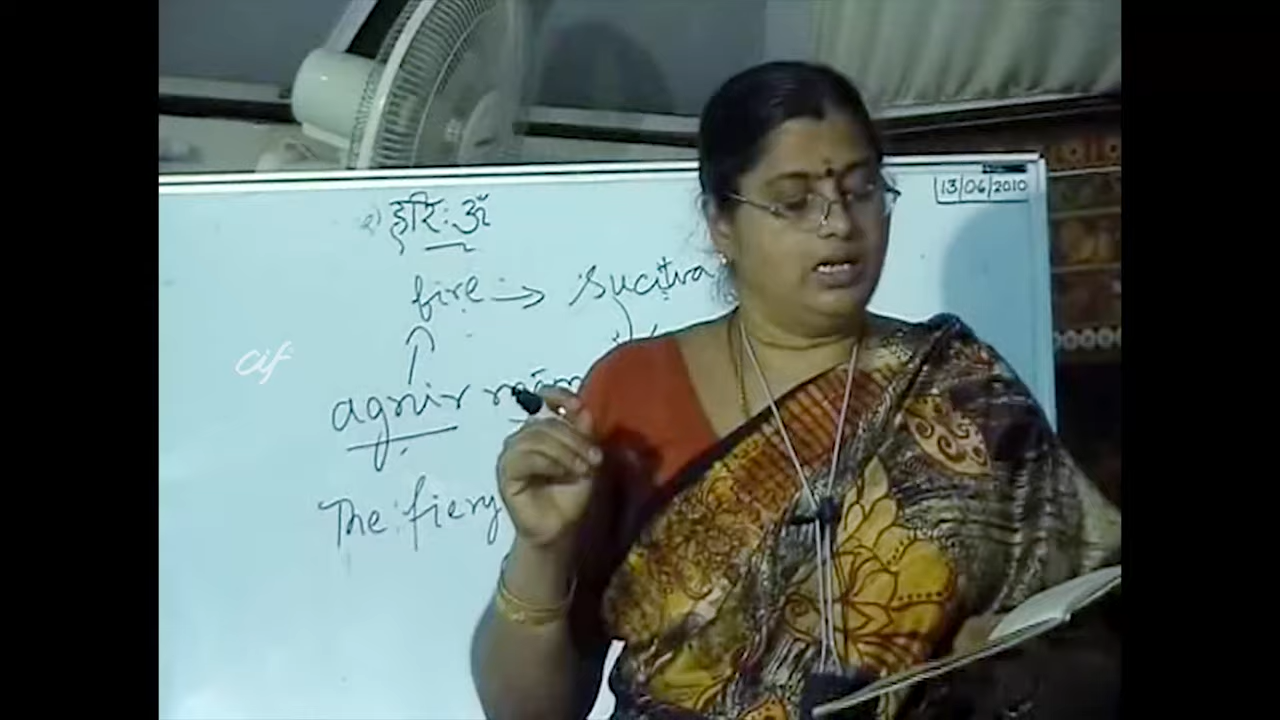 13/06/2010
हरिः ॐ
fire → Sucitra
cif
↑
agnir
The fiery